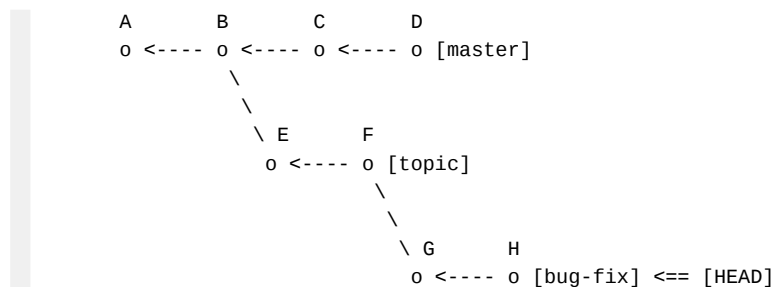 A B C D
o <---- o <---- o <---- o [master]
\
\
\ E F
o <---- o [topic]
\
\
\ G H
o <---- o [bug-fix] <== [HEAD]